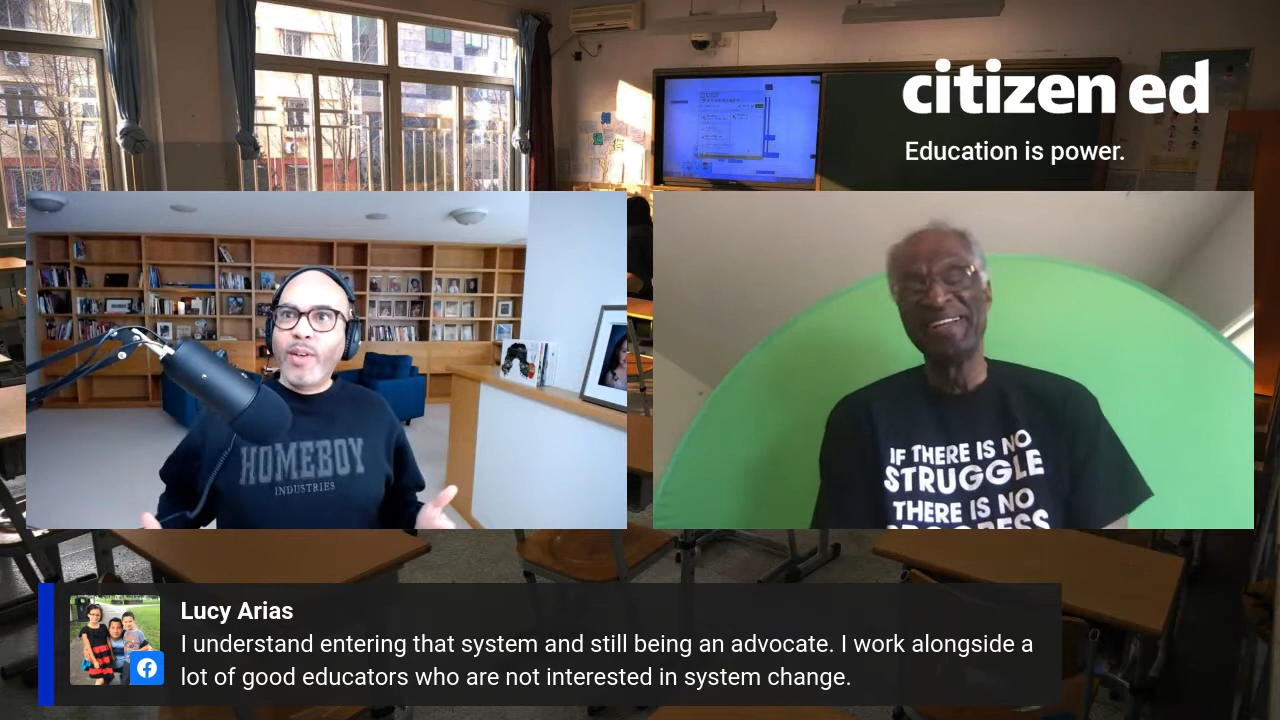 citizen ed
Education is power.
HOMEBOY
INDUSTRIES
IF THERE IS NO
STRUGGLE
THERE IS NO
PROGRESS
Lucy Arias
I understand entering that system and still being an advocate. I work alongside a
lot of good educators who are not interested in system change.